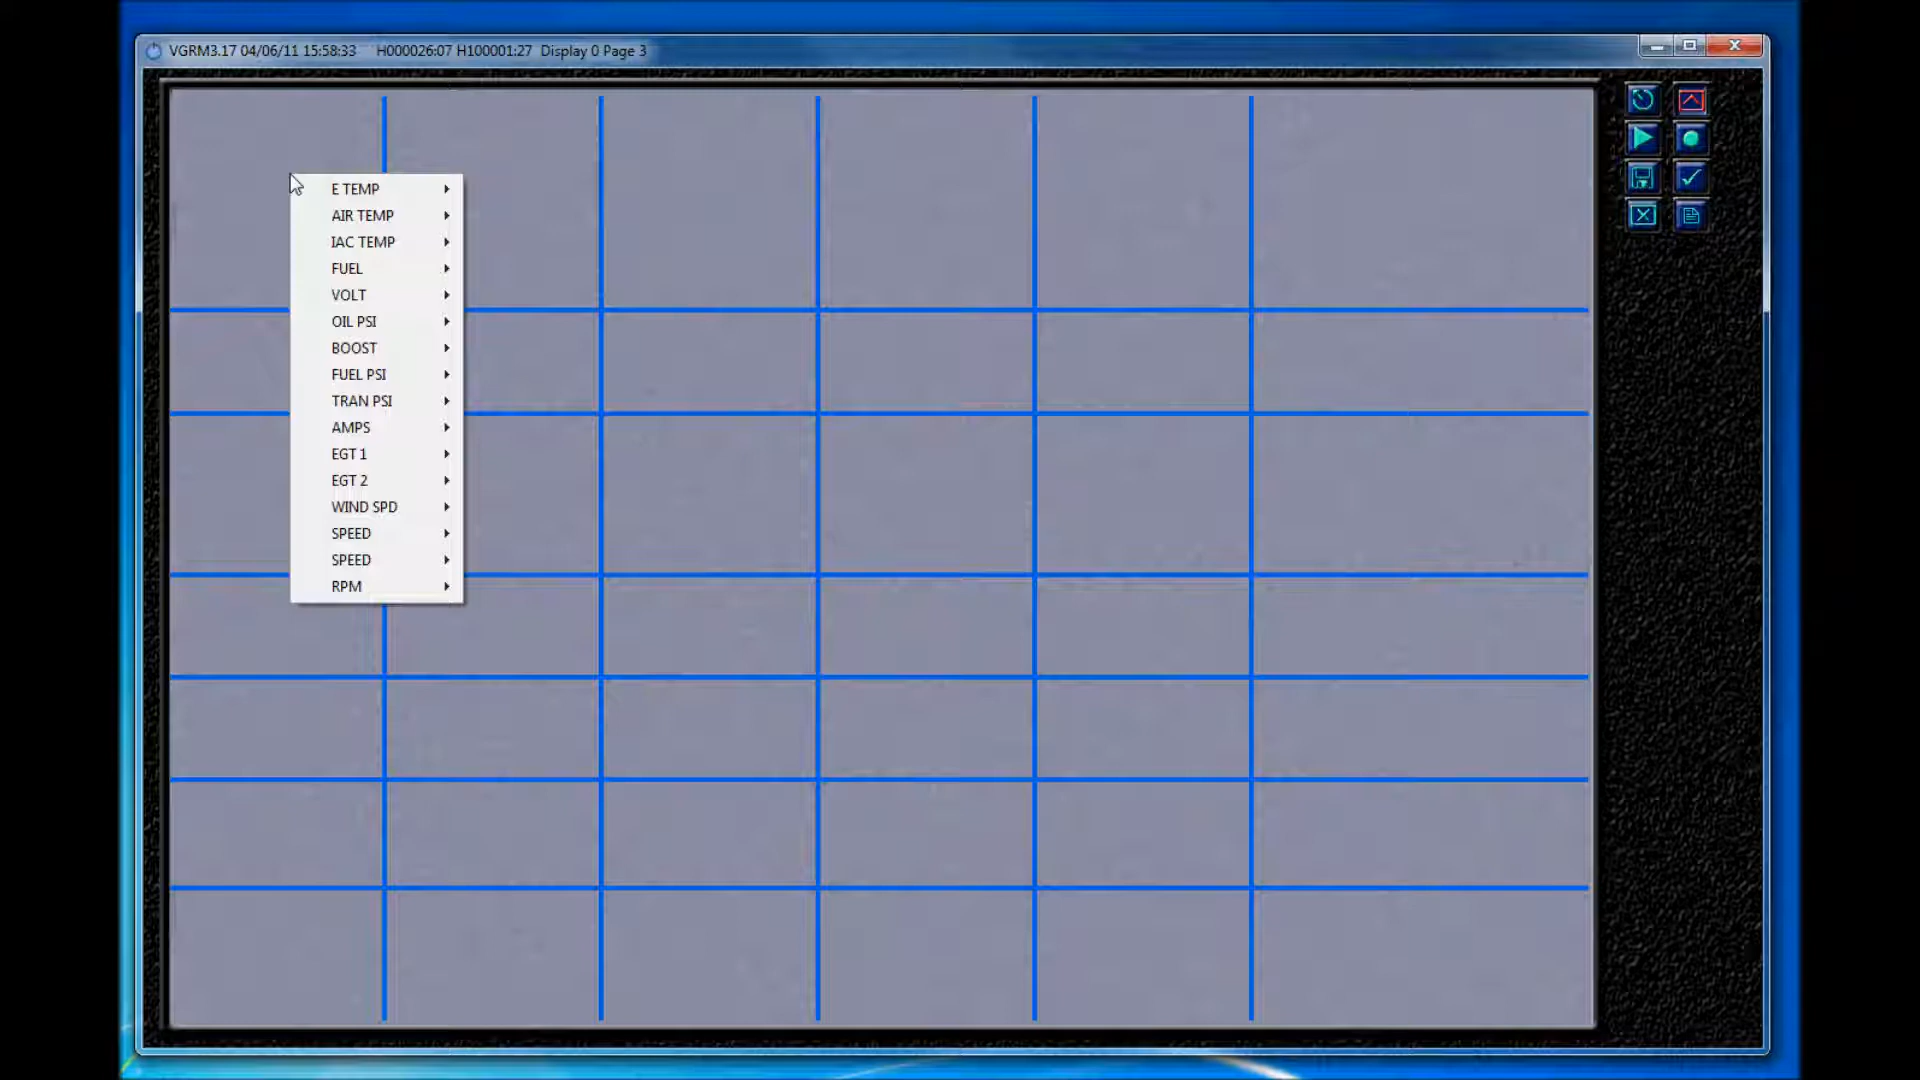 VGRM3.17 04/06/11 15:58:33 H000026:07 H100001:27 Display 0 Page 3
E TEMP
AIR TEMP
IAC TEMP
FUEL
VOLT
OIL PSI
BOOST
FUEL PSI
TRAN PSI
AMPS
EGT 1
EGT 2
WIND SPD
SPEED
SPEED
RPM